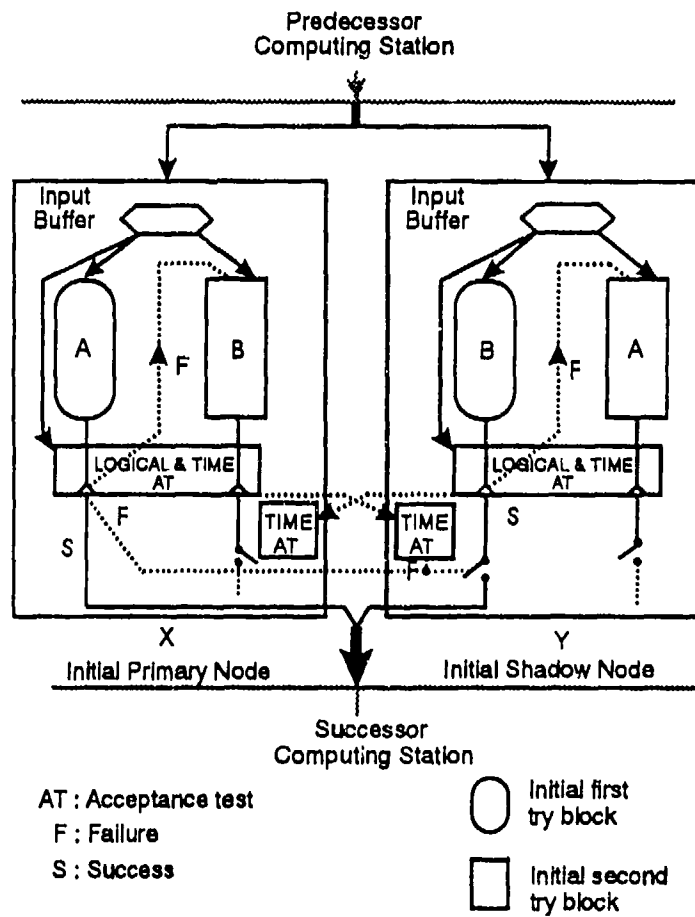 Predecessor
Computing Station
Input
Buffer
A
B
F
LOGICAL & TIME
AT
F
S
TIME
AT
X
Initial Primary Node
Input
Buffer
B
A
F
LOGICAL & TIME
AT
S
TIME
AT
F
Y
Initial Shadow Node
Successor
Computing Station
AT : Acceptance test
F : Failure
S : Success
Initial first
try block
Initial second
try block